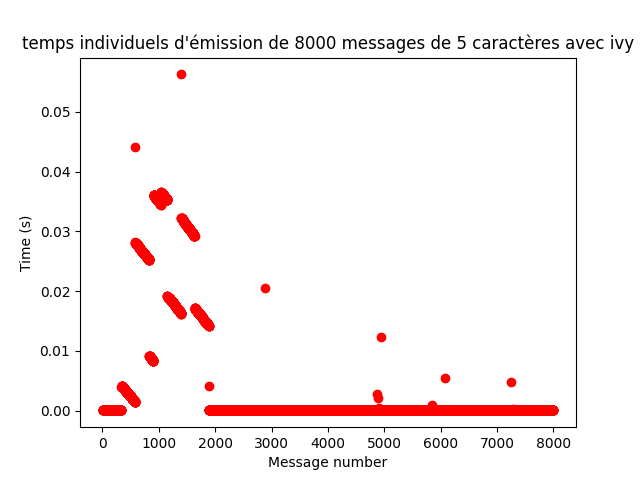 temps individuels d'émission de 8000 messages de 5 caractères avec ivy
0.05
0.04
0.03
0.02
0.01
0.00
Time (s)
0 1000 2000 3000 4000 5000 6000 7000 8000
Message number